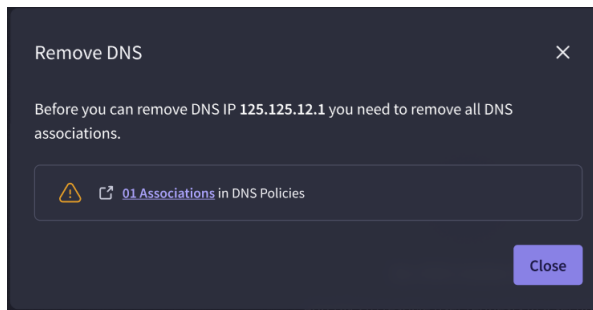 Remove DNS
Before you can remove DNS IP 125.125.12.1 you need to remove all DNS
associations.
01 Associations in DNS Policies
Close